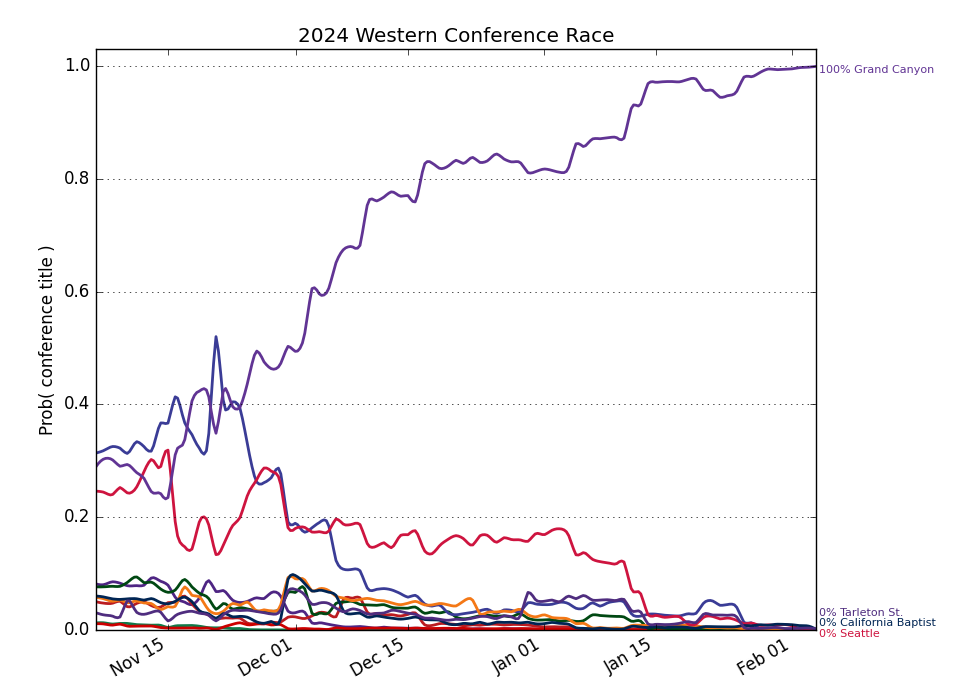 2024 Western Conference Race
Prob( conference title )
1.0
0.8
0.6
0.4
0.2
0.0
Nov 15
Dec 01
Dec 15
Jan 01
Jan 15
Feb 01
100% Grand Canyon
0% Tarleton St.
0% California Baptist
0% Seattle